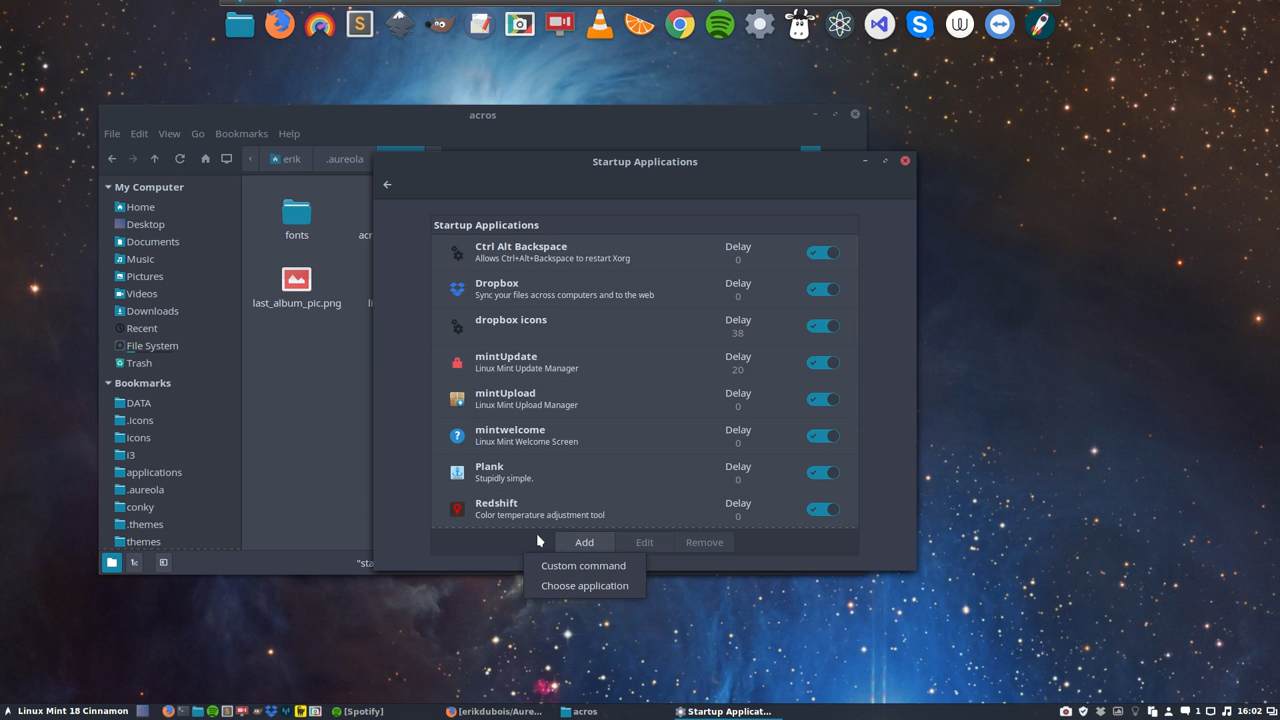 acros
File Edit View Go Bookmarks Help
erik .aureola
My Computer
Home
Desktop
Documents
Music
Pictures
Videos
Downloads
Recent
File System
Trash
Bookmarks
DATA
.icons
icons
i3
applications
.aureola
conky
.themes
themes
fonts
acr
last_album_pic.png
li
"sta
Startup Applications
Startup Applications
Ctrl Alt Backspace Delay
Allows Ctrl+Alt+Backspace to restart Xorg 0
Dropbox Delay
Sync your files across computers and to the web 0
dropbox icons Delay
38
mintUpdate Delay
Linux Mint Update Manager 20
mintUpload Delay
Linux Mint Upload Manager 0
mintwelcome Delay
Linux Mint Welcome Screen 0
Plank Delay
Stupidly simple. 0
Redshift Delay
Color temperature adjustment tool 0
Add Edit Remove
Custom command
Choose application
Linux Mint 18 Cinnamon [Spotify] [erikdubois/Aure... acros Startup Applicat... 1 16:02